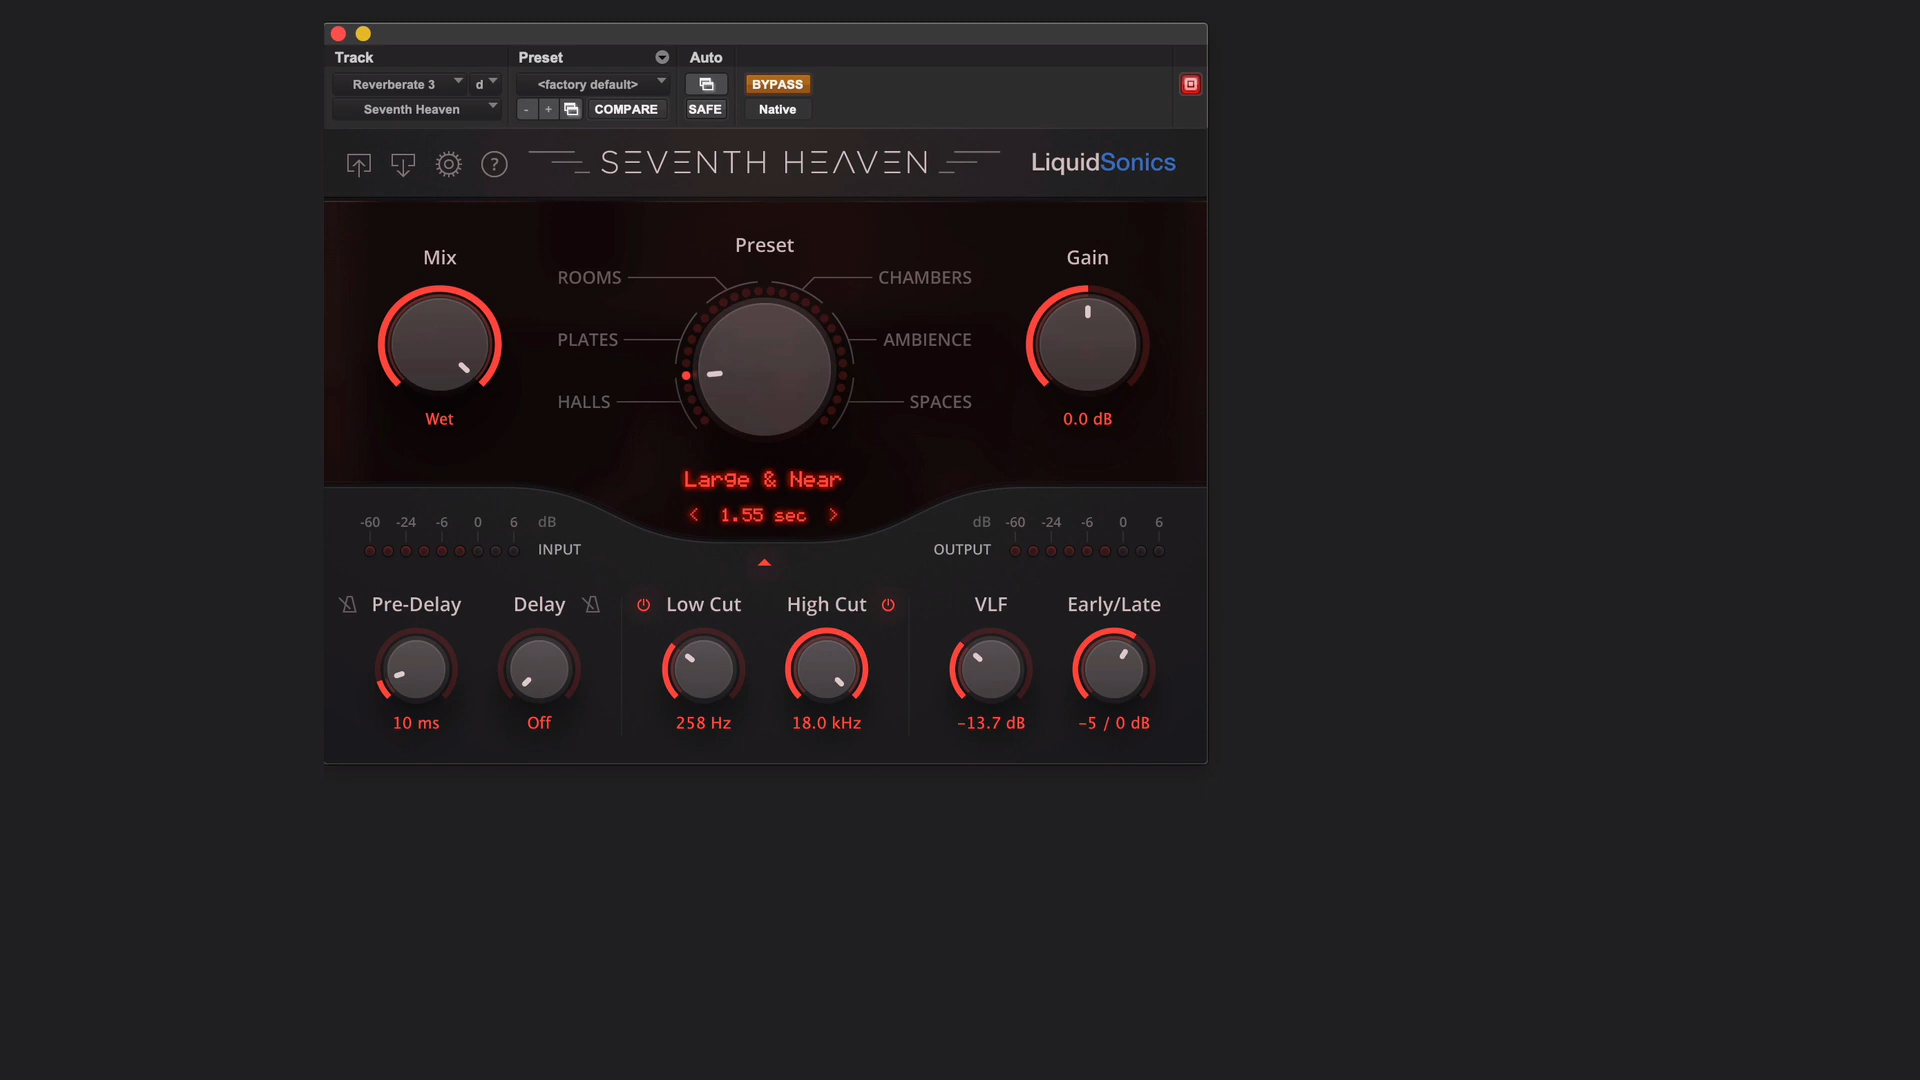 Track
Preset
Auto
Reverberate 3
d
<factory default>
BYPASS
Seventh Heaven
- +
COMPARE
SAFE
Native
?
SEVENTH HEAVEN
LiquidSonics
Mix
Preset
Gain
ROOMS
CHAMBERS
PLATES
AMBIENCE
HALLS
SPACES
Wet
0.0 dB
Large & Near
< 1.55 sec >
-60 -24 -6 0 6 dB
INPUT
dB -60 -24 -6 0 6
OUTPUT
Pre-Delay
Delay
Low Cut
High Cut
VLF
Early/Late
10 ms
Off
258 Hz
18.0 kHz
-13.7 dB
-5 / 0 dB